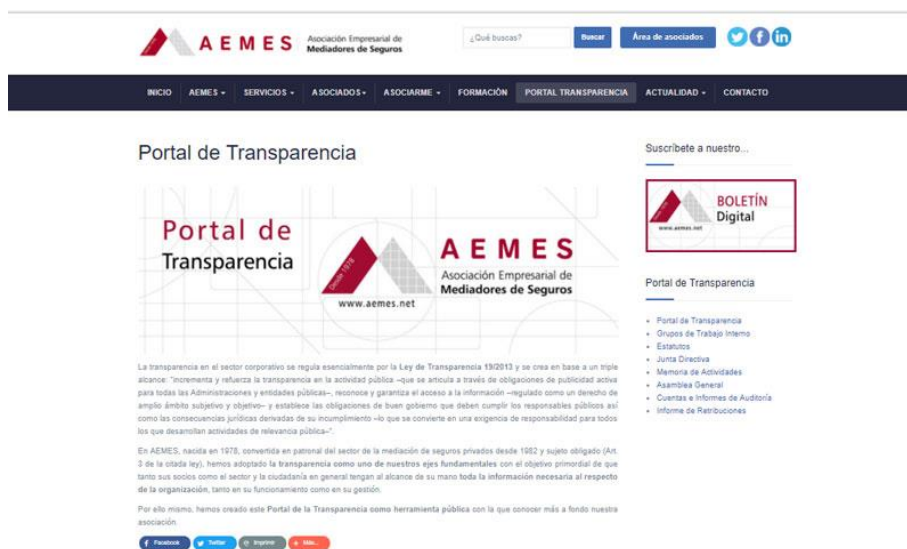 AEMES
Asociación Empresarial de
Mediadores de Seguros
¿Qué buscas?
Buscar
Área de asociados
INICIO
AEMES
SERVICIOS
ASOCIADOS
ASOCIARME
FORMACIÓN
PORTAL TRANSPARENCIA
ACTUALIDAD
CONTACTO
Portal de Transparencia
Portal de
Transparencia
Desde 1978
AEMES
Asociación Empresarial de
Mediadores de Seguros
www.aemes.net
La transparencia en el sector corporativo se regula esencialmente por la Ley de Transparencia 19/2013 y se crea en base a un triple
alcance: "incrementa y refuerza la transparencia en la actividad pública –que se articula a través de obligaciones de publicidad activa
para todas las Administraciones y entidades públicas–, reconoce y garantiza el acceso a la información –regulado como un derecho de
amplio ámbito subjetivo y objetivo– y establece las obligaciones de buen gobierno que deben cumplir los responsables públicos así
como las consecuencias jurídicas derivadas de su incumplimiento –lo que se convierte en una exigencia de responsabilidad para todos
los que desarrollan actividades de relevancia pública–".
En AEMES, nacida en 1978, convertida en patronal del sector de la mediación de seguros privados desde 1982 y sujeto obligado (Art.
3 de la citada ley), hemos adoptado la transparencia como uno de nuestros ejes fundamentales con el objetivo primordial de que
tanto sus socios como el sector y la ciudadanía en general tengan al alcance de su mano toda la información necesaria al respecto
de la organización, tanto en su funcionamiento como en su gestión.
Por ello mismo, hemos creado este Portal de la Transparencia como herramienta pública con la que conocer más a fondo nuestra
asociación.
Facebook
Twitter
Imprimir
Más...
Suscríbete a nuestro...
BOLETÍN
Digital
www.aemes.net
Portal de Transparencia
Portal de Transparencia
Grupos de Trabajo Interno
Estatutos
Junta Directiva
Memoria de Actividades
Asamblea General
Cuentas e Informes de Auditoría
Informe de Retribuciones